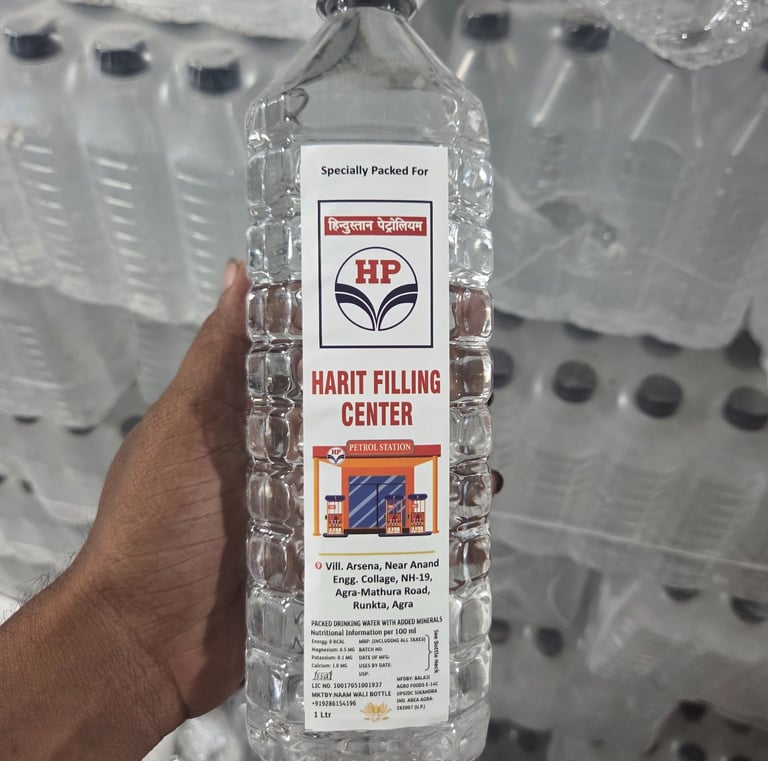 Specially Packed For
हिन्दुस्तान पेट्रोलियम
HP
HARIT FILLING
CENTER
PETROL STATION
HP
Vill. Arsena, Near Anand
Engg. Collage, NH-19,
Agra-Mathura Road,
Runkta, Agra
PACKED DRINKING WATER WITH ADDED MINERALS
Nutritional Information per 100 ml
Energy: 0 KCAL
Magnesium: 0.5 MG
Potassium: 0.1 MG
Calcium: 1.0 MG
MRP: (INCLUDING ALL TAXES)
BATCH NO.
DATE OF MFG:
USES BY DATE:
USP:
See Bottle Neck
fssai
LIC NO. 10017051001937
MKTBY:NAAM WALI BOTTLE
+919286154196
1 Ltr
MFDBY: BALAJI
AGRO FOODS E-14C
UPSIDC SIKANDRA
IND. AREA AGRA-
282007 (U.P.)